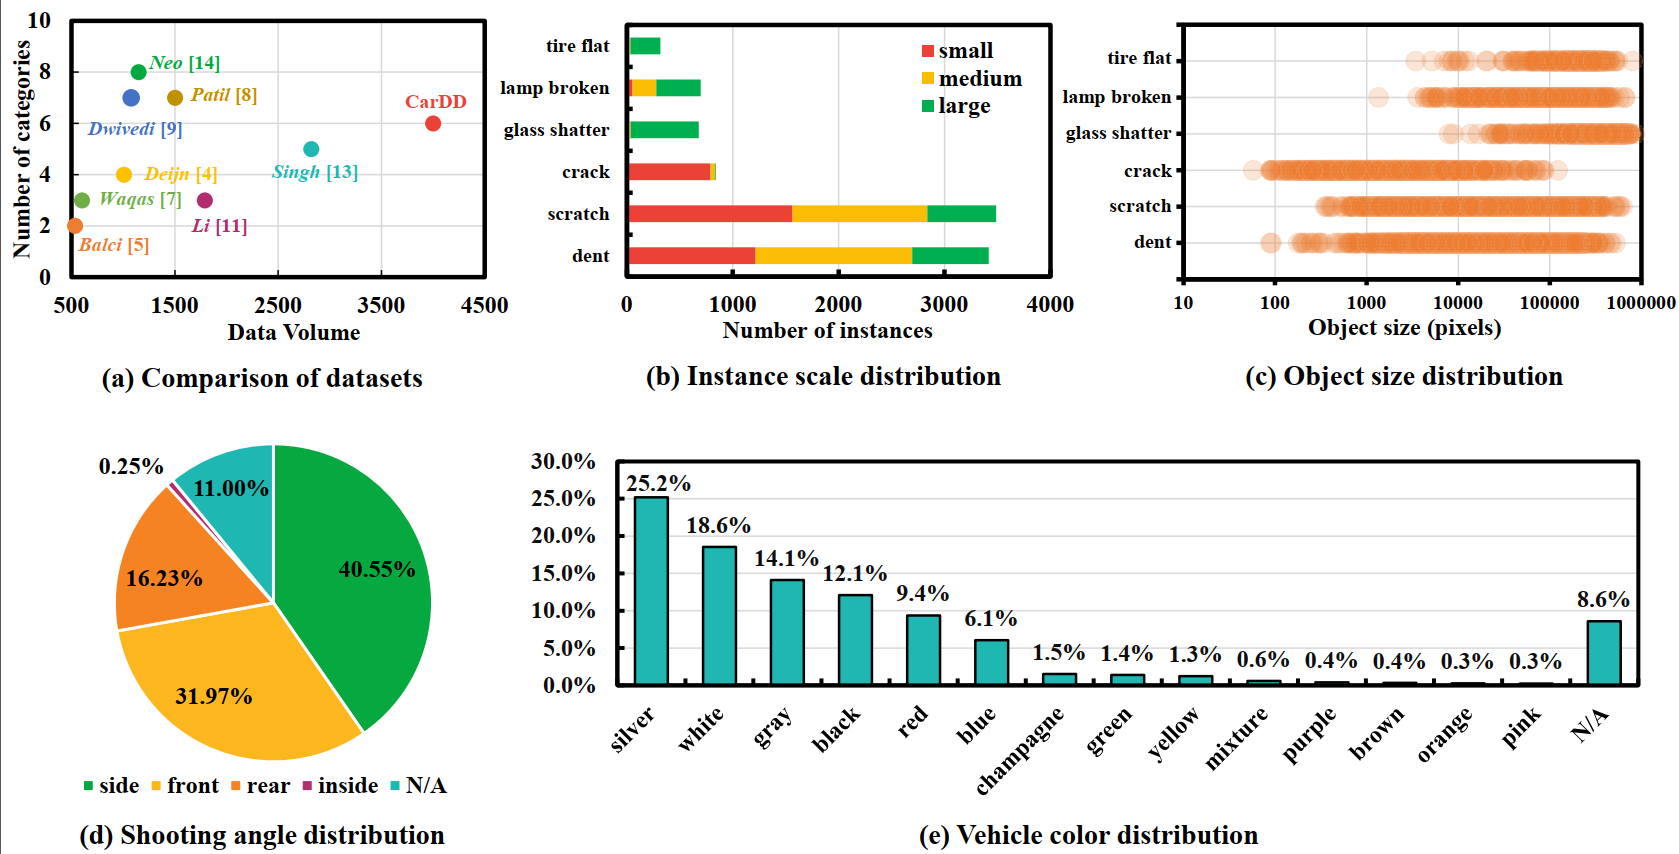 10
8
6
4
2
0
Number of categories
Neo [14]
Patil [8]
Dwivedi [9]
CarDD
Deijn [4]
Singh [13]
Waqas [7]
Li [11]
Balci [5]
500 1500 2500 3500 4500
Data Volume
(a) Comparison of datasets
tire flat
lamp broken
glass shatter
crack
scratch
dent
small
medium
large
0 1000 2000 3000 4000
Number of instances
(b) Instance scale distribution
tire flat
lamp broken
glass shatter
crack
scratch
dent
10 100 1000 10000 100000 1000000
Object size (pixels)
(c) Object size distribution
0.25%
11.00%
40.55%
16.23%
31.97%
side front rear inside N/A
(d) Shooting angle distribution
30.0%
25.0%
20.0%
15.0%
10.0%
5.0%
0.0%
25.2%
18.6%
14.1%
12.1%
9.4%
6.1%
1.5%
1.4%
1.3%
0.6%
0.4%
0.4%
0.3%
0.3%
8.6%
silver
white
gray
black
red
blue
champagne
green
yellow
mixture
purple
brown
orange
pink
N/A
(e) Vehicle color distribution